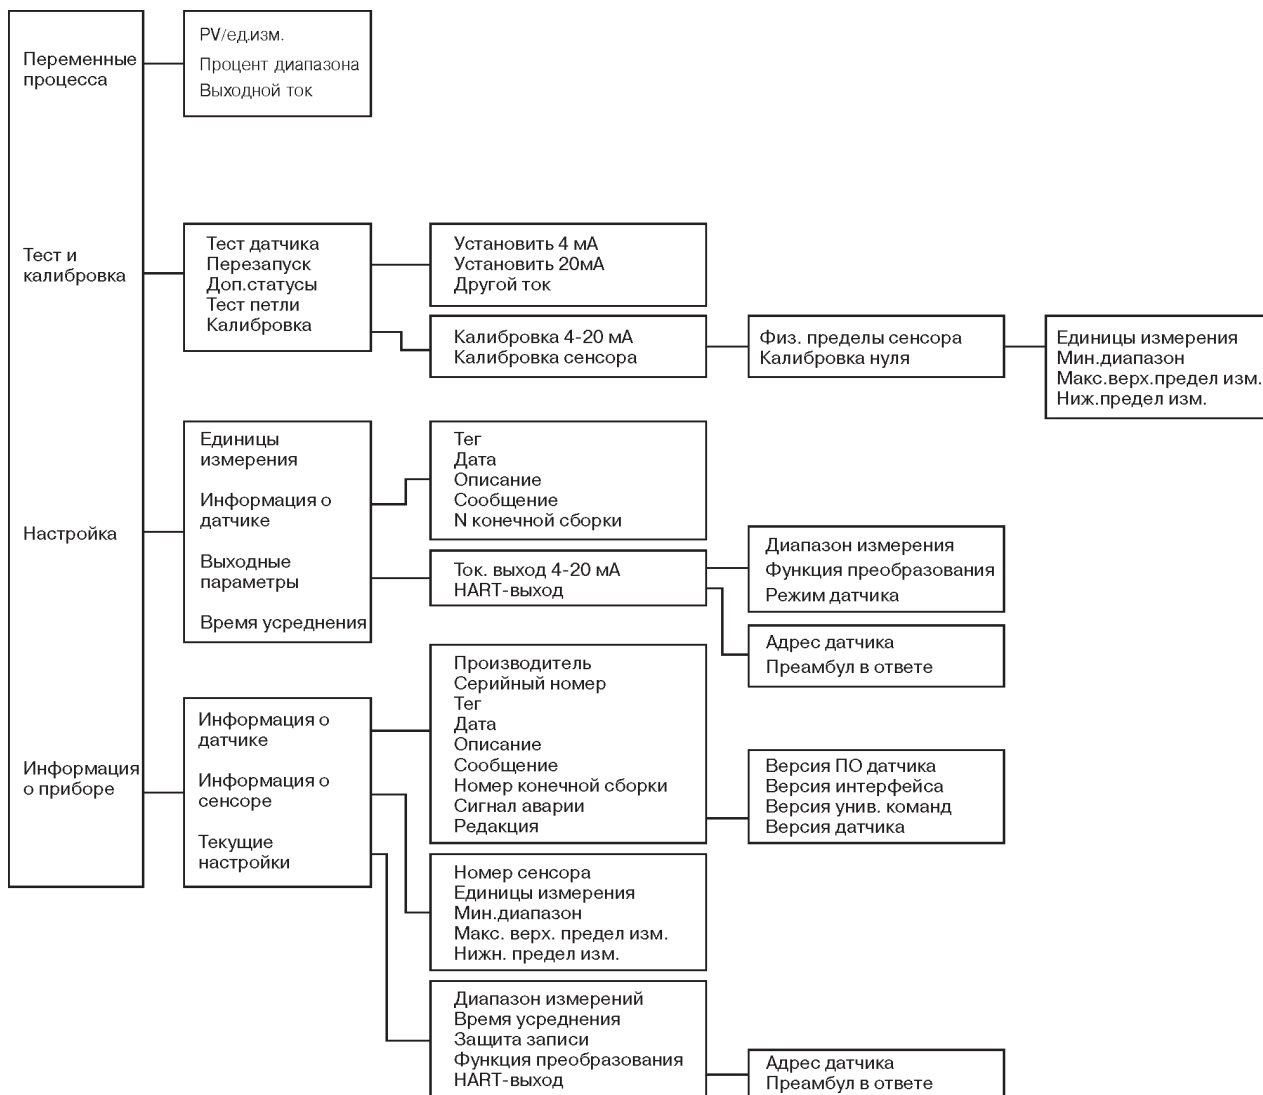 Переменные
процесса
PV/ед.изм.
Процент диапазона
Выходной ток
Тест и
калибровка
Тест датчика
Перезапуск
Доп.статусы
Тест петли
Калибровка
Установить 4 мА
Установить 20мА
Другой ток
Калибровка 4-20 мА
Калибровка сенсора
Физ. пределы сенсора
Калибровка нуля
Единицы измерения
Мин.диапазон
Макс.верх.предел изм.
Ниж.предел изм.
Настройка
Единицы
измерения
Информация о
датчике
Выходные
параметры
Время усреднения
Тег
Дата
Описание
Сообщение
N конечной сборки
Ток. выход 4-20 мА
HART-выход
Диапазон измерения
Функция преобразования
Режим датчика
Адрес датчика
Преамбул в ответе
Информация
о приборе
Информация о
датчике
Информация о
сенсоре
Текущие
настройки
Производитель
Серийный номер
Тег
Дата
Описание
Сообщение
Номер конечной сборки
Сигнал аварии
Редакция
Версия ПО датчика
Версия интерфейса
Версия унив. команд
Версия датчика
Номер сенсора
Единицы измерения
Мин.диапазон
Макс. верх. предел изм.
Нижн. предел изм.
Диапазон измерений
Время усреднения
Защита записи
Функция преобразования
HART-выход
Адрес датчика
Преамбул в ответе